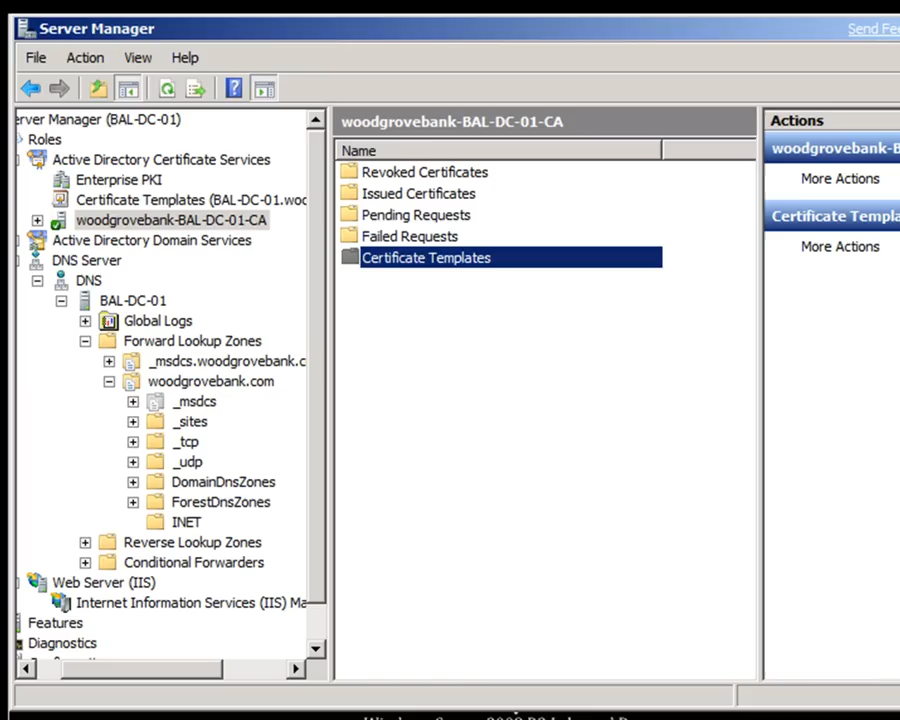 Server Manager
Send Fee
File Action View Help
erver Manager (BAL-DC-01)
Roles
Active Directory Certificate Services
Enterprise PKI
Certificate Templates (BAL-DC-01.woo
woodgrovebank-BAL-DC-01-CA
Active Directory Domain Services
DNS Server
DNS
BAL-DC-01
Global Logs
Forward Lookup Zones
_msdcs.woodgrovebank.c
woodgrovebank.com
_msdcs
_sites
_tcp
_udp
DomainDnsZones
ForestDnsZones
INET
Reverse Lookup Zones
Conditional Forwarders
Web Server (IIS)
Internet Information Services (IIS) Ma
Features
Diagnostics
woodgrovebank-BAL-DC-01-CA
Name
Revoked Certificates
Issued Certificates
Pending Requests
Failed Requests
Certificate Templates
Actions
woodgrovebank-B
More Actions
Certificate Templa
More Actions